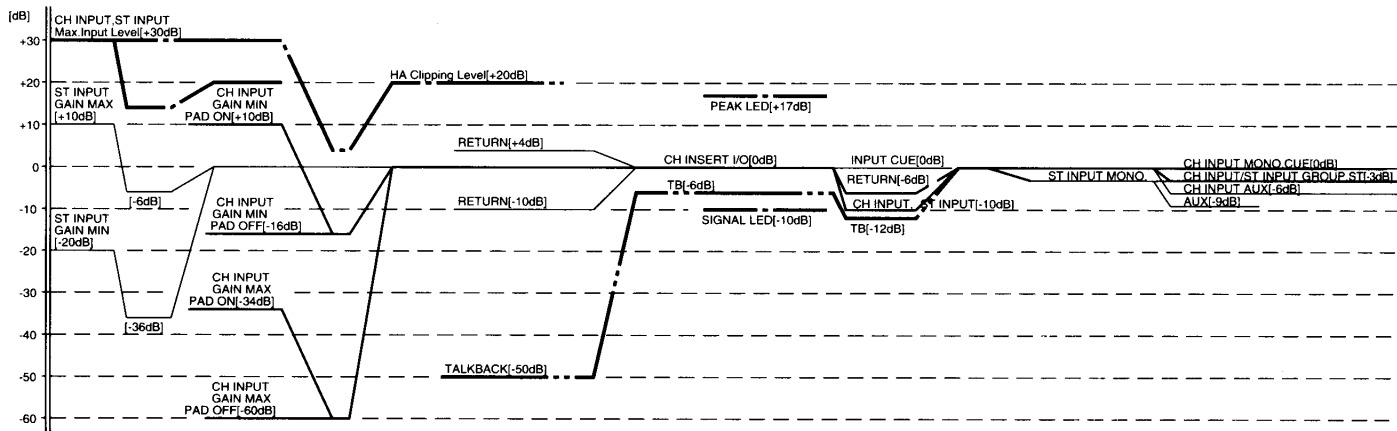 [dB]
CH INPUT,ST INPUT
Max.Input Level[+30dB]
+30
+20
+10
0
-10
-20
-30
-40
-50
-60
ST INPUT
GAIN MAX
[+10dB]
[-6dB]
ST INPUT
GAIN MIN
[-20dB]
[-36dB]
CH INPUT
GAIN MIN
PAD ON[+10dB]
CH INPUT
GAIN MIN
PAD OFF[-16dB]
CH INPUT
GAIN MAX
PAD ON[-34dB]
CH INPUT
GAIN MAX
PAD OFF[-60dB]
HA Clipping Level[+20dB]
RETURN[+4dB]
RETURN[-10dB]
TALKBACK[-50dB]
PEAK LED[+17dB]
CH INSERT I/O[0dB]
TB[-6dB]
SIGNAL LED[-10dB]
INPUT CUE[0dB]
RETURN[-6dB]
CH INPUT, ST INPUT[-10dB]
TB[-12dB]
ST INPUT MONO.
CH INPUT MONO.CUE[0dB]
CH INPUT/ST INPUT GROUP.ST[-3dB]
CH INPUT AUX[-6dB]
AUX[-9dB]